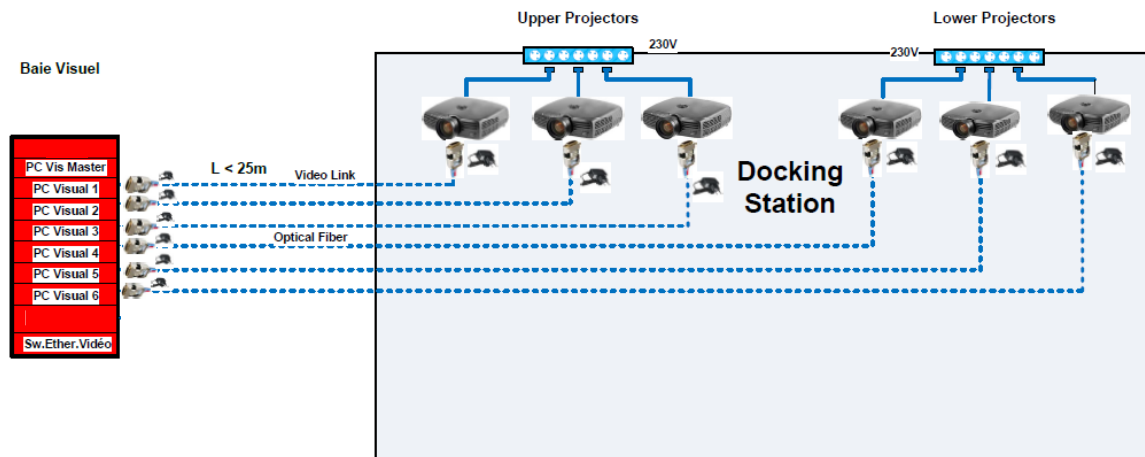 Upper Projectors
Lower Projectors
230V
230V
Baie Visuel
PC Vis Master
PC Visual 1
PC Visual 2
PC Visual 3
PC Visual 4
PC Visual 5
PC Visual 6
Sw.Ether.Vidéo
L < 25m
Video Link
Optical Fiber
Docking
Station